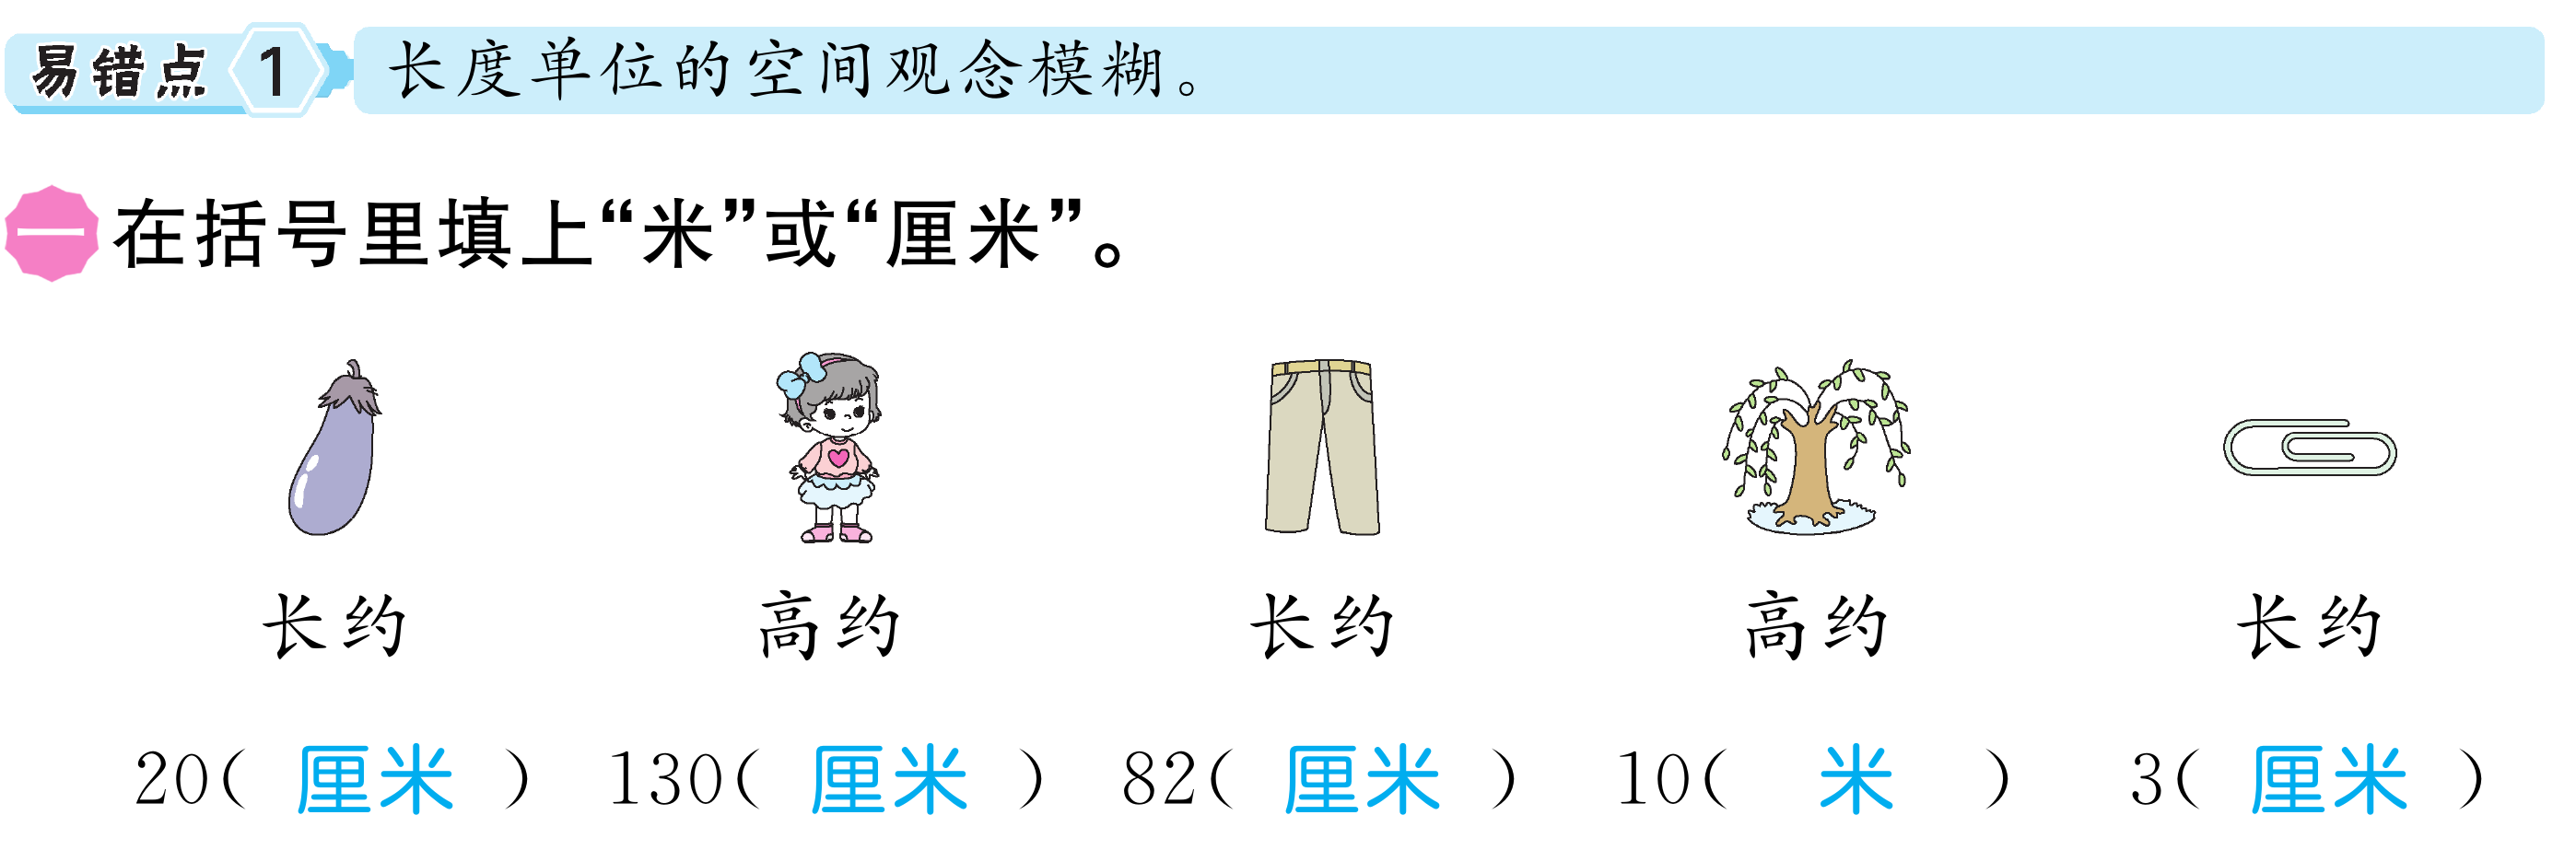 易错点 1 长度单位的空间观念模糊。
一 在括号里填上“米”或“厘米”。
长约 高约 长约 高约 长约
20( 厘米 ) 130( 厘米 ) 82( 厘米 ) 10( 米 ) 3( 厘米 )